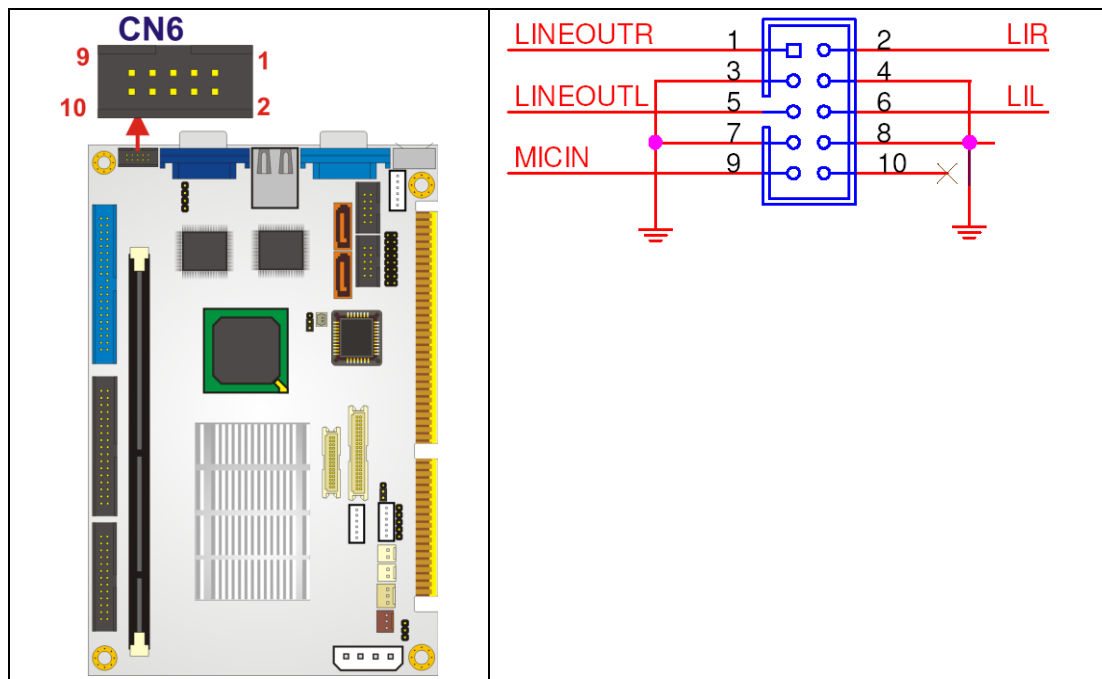 CN6
9 1
10 2
LINEOUTR 1 2 LIR
3 4
LINEOUTL 5 6 LIL
7 8
MICIN 9 10